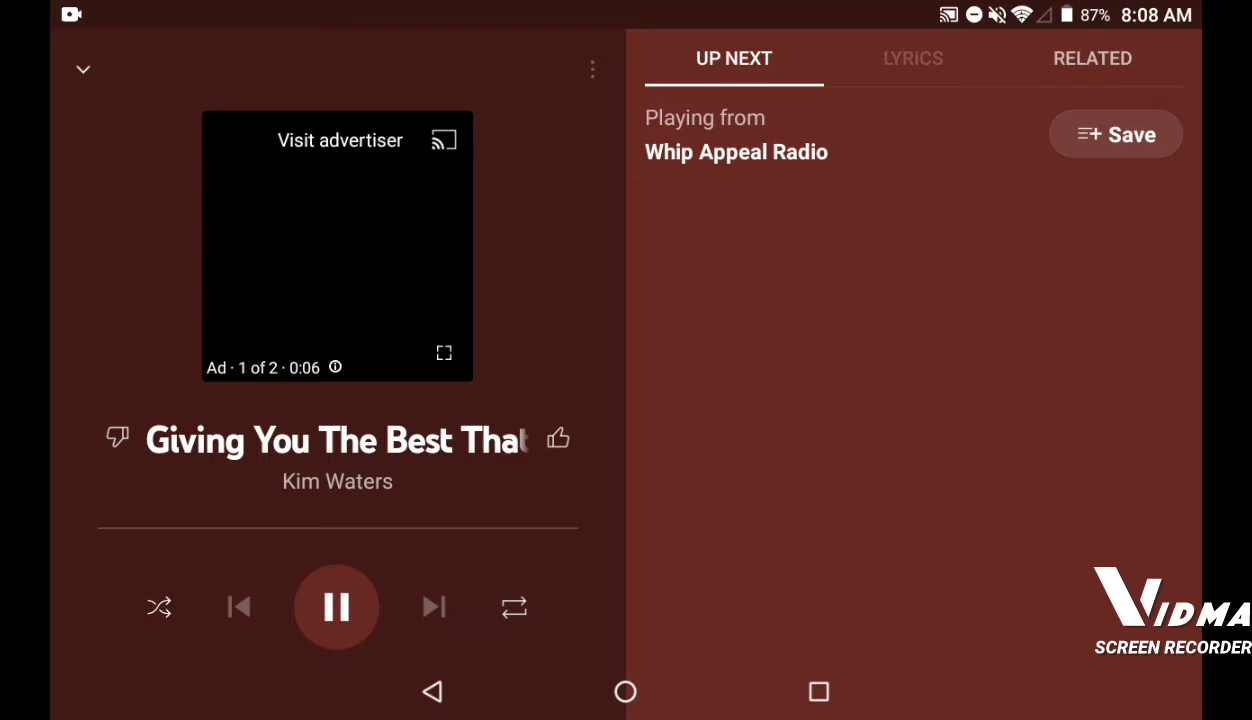 87% 8:08 AM
Visit advertiser
Ad · 1 of 2 · 0:06
Giving You The Best That
Kim Waters
UP NEXT LYRICS RELATED
Playing from
Whip Appeal Radio
Save
VIDMA
SCREEN RECORDER